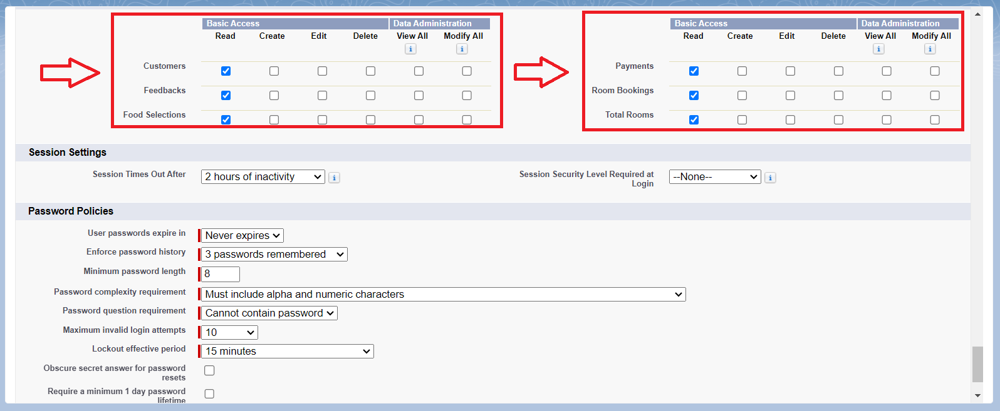 Basic Access Data Administration
Read Create Edit Delete View All Modify All
Customers
Feedbacks
Food Selections
Basic Access Data Administration
Read Create Edit Delete View All Modify All
Payments
Room Bookings
Total Rooms
Session Settings
Session Times Out After 2 hours of inactivity
Session Security Level Required at
Login
--None--
Password Policies
User passwords expire in Never expires
Enforce password history 3 passwords remembered
Minimum password length 8
Password complexity requirement Must include alpha and numeric characters
Password question requirement Cannot contain password
Maximum invalid login attempts 10
Lockout effective period 15 minutes
Obscure secret answer for password
resets
Require a minimum 1 day password
lifetime